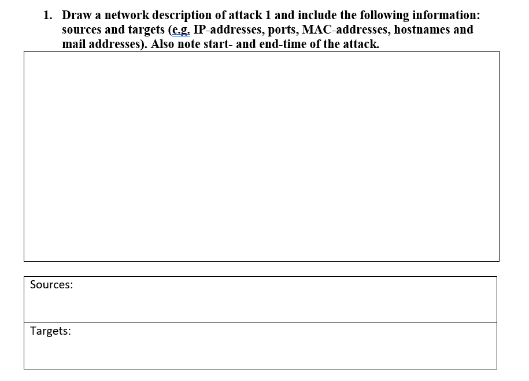 1. Draw a network description of attack 1 and include the following information:
sources and targets (e.g. IP-addresses, ports, MAC-addresses, hostnames and
mail addresses). Also note start- and end-time of the attack.
Sources:
Targets: